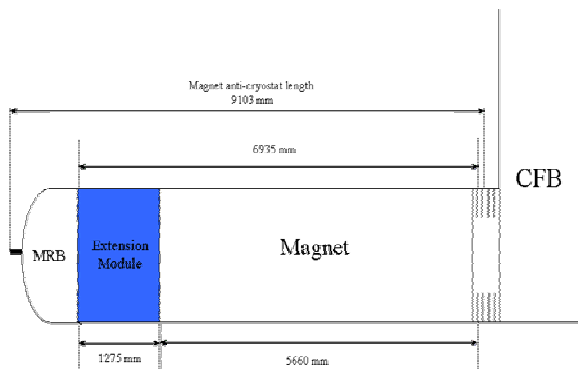 Magnet anti-cryostat length
9103 mm
6935 mm
CFB
MRB
Extension
Module
Magnet
1275 mm
5660 mm